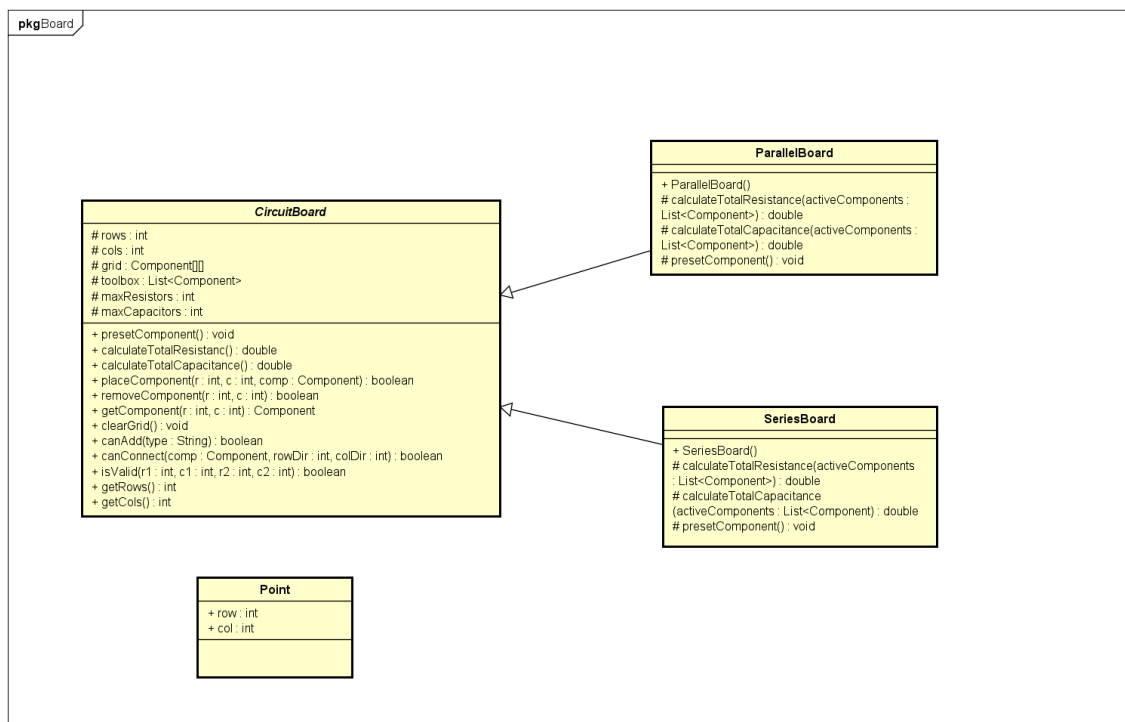 pkgBoard
CircuitBoard
# rows : int
# cols : int
# grid : Component[][]
# toolbox : List<Component>
# maxResistors : int
# maxCapacitors : int
+ presetComponent() : void
+ calculateTotalResistanc() : double
+ calculateTotalCapacitance() : double
+ placeComponent(r : int, c : int, comp : Component) : boolean
+ removeComponent(r : int, c : int) : boolean
+ getComponent(r : int, c : int) : Component
+ clearGrid() : void
+ canAdd(type : String) : boolean
+ canConnect(comp : Component, rowDir : int, colDir : int) : boolean
+ isValid(r1 : int, c1 : int, r2 : int, c2 : int) : boolean
+ getRows() : int
+ getCols() : int
ParallelBoard
+ ParallelBoard()
# calculateTotalResistance(activeComponents :
List<Component>) : double
# calculateTotalCapacitance(activeComponents :
List<Component>) : double
# presetComponent() : void
SeriesBoard
+ SeriesBoard()
# calculateTotalResistance(activeComponents
: List<Component>) : double
# calculateTotalCapacitance
(activeComponents : List<Component) : double
# presetComponent() : void
Point
+ row : int
+ col : int